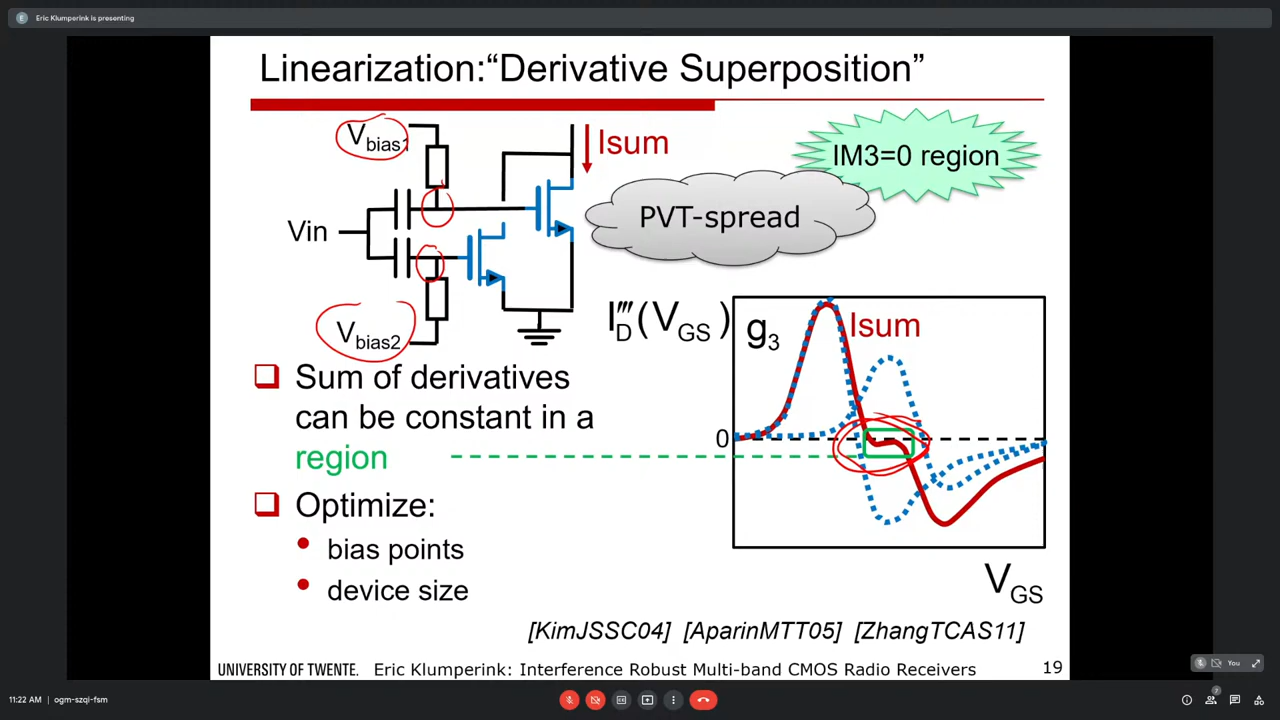 Eric Klumperink is presenting
E
Linearization:“Derivative Superposition”
Vbias1
Isum
IM3=0 region
PVT-spread
Vin
Vbias2
I‴D(VGS)
g3
Isum
0
VGS
Sum of derivatives
can be constant in a
region
Optimize:
bias points
device size
[KimJSSC04] [AparinMTT05] [ZhangTCAS11]
UNIVERSITY OF TWENTE. Eric Klumperink: Interference Robust Multi-band CMOS Radio Receivers 19
You
11:22 AM | ogm-szqi-fsm
7